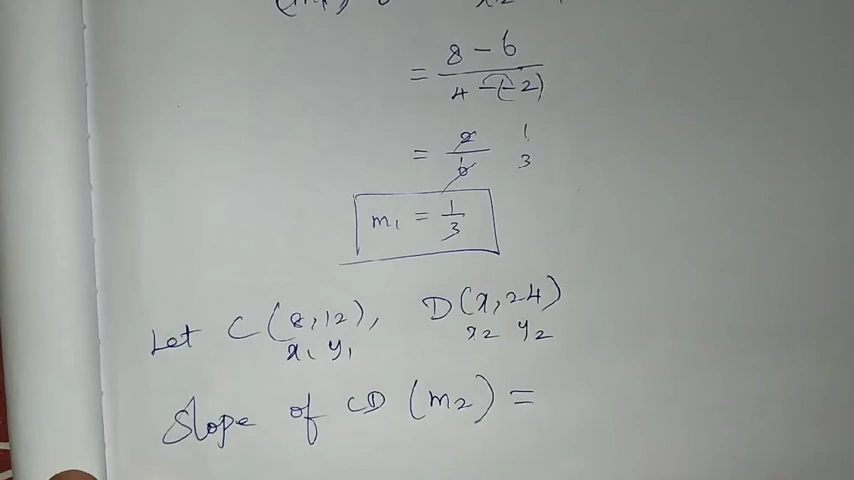 = 8 - 6 / 4 - (-2)
= 2/6 1/3
m₁ = 1/3
Let C (8, 12), D (x, 24)
x₁ y₁ x₂ y₂
Slope of CD (m₂) =